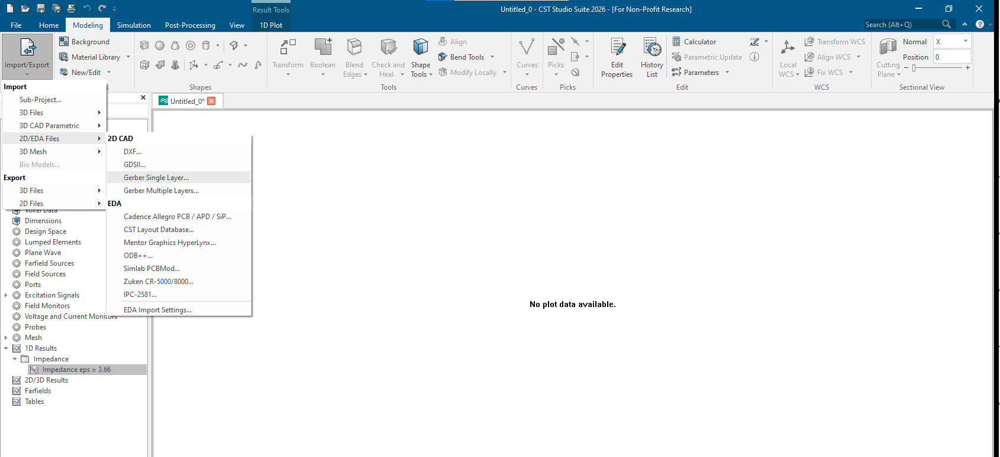 Result Tools
Untitled_0 - CST Studio Suite 2026 - [For Non-Profit Research]
File Home Modeling Simulation Post-Processing View 1D Plot
Search (Alt+Q)
Import/Export
Background
Material Library
New/Edit
Shapes
Transform
Boolean
Blend Edges
Check and Heal
Shape Tools
Align
Bend Tools
Modify Locally
Tools
Curves
Curves
Picks
Picks
Edit Properties
History List
Calculator
Parametric Update
Parameters
Edit
Local WCS
Transform WCS
Align WCS
Fix WCS
WCS
Cutting Plane
Normal: X
Position: 0
Sectional View
Untitled_0*
Import
Sub-Project...
3D Files
3D CAD Parametric
2D/EDA Files
3D Mesh
Bio Models...
Export
3D Files
2D Files
2D CAD
DXF...
GDSII...
Gerber Single Layer...
Gerber Multiple Layers...
EDA
Cadence Allegro PCB / APD / SiP...
CST Layout Database...
Mentor Graphics HyperLynx...
ODB++...
Simlab PCBMod...
Zuken CR-5000/8000...
IPC-2581...
EDA Import Settings...
Voxel Data
Dimensions
Design Space
Lumped Elements
Plane Wave
Farfield Sources
Field Sources
Ports
Excitation Signals
Field Monitors
Voltage and Current Monitors
Probes
Mesh
1D Results
Impedance
Impedance eps = 3.66
2D/3D Results
Farfields
Tables
No plot data available.